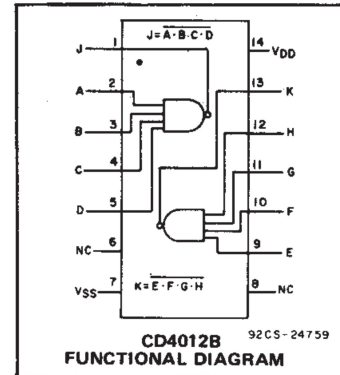 J=A·B·C·D
J 1
14 VDD
A 2
13 K
B 3
12 H
C 4
11 G
D 5
10 F
NC 6
9 E
VSS 7
K=E·F·G·H
8 NC
92CS-24759
CD4012B
FUNCTIONAL DIAGRAM